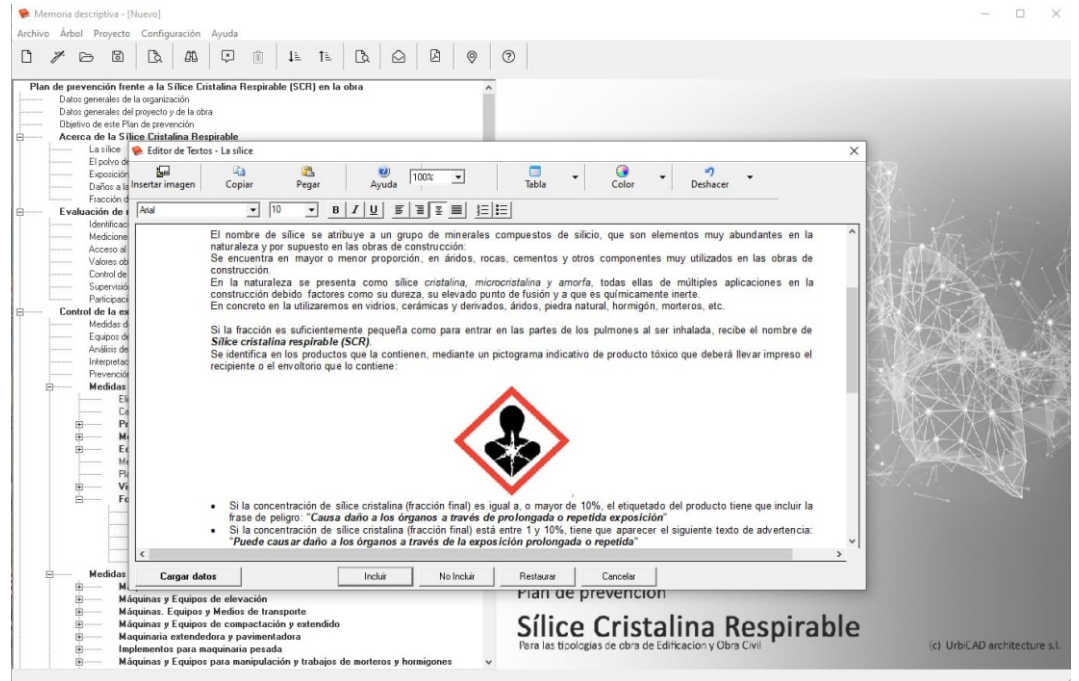 Memoria descriptiva - [Nuevo]
Archivo Árbol Proyecto Configuración Ayuda
Plan de prevención frente a la Sílice Cristalina Respirable (SCR) en la obra
Datos generales de la organización
Datos generales del proyecto y de la obra
Objetivo de este Plan de prevención
Acerca de la Sílice Cristalina Respirable
La sílice
El polvo de
Exposición
Daños a la
Fracción d
Evaluación de
Identificac
Medicione
Acceso al
Valores ob
Control de
Supervisió
Participaci
Control de la ex
Medidas d
Equipos de
Análisis de
Interpretac
Prevenció
Medidas
Eli
Ca
Pr
Me
Pla
Vi
Fo
Medidas
Máquinas y Equipos de elevación
Máquinas. Equipos y Medios de transporte
Máquinas y Equipos de compactación y extendido
Maquinaria extendedora y pavimentadora
Implementos para maquinaria pesada
Máquinas y Equipos para manipulación y trabajos de morteros y hormigones
Editor de Textos - La sílice
Insertar imagen Copiar Pegar Ayuda 100% Tabla Color Deshacer
Arial 10 B I U
El nombre de sílice se atribuye a un grupo de minerales compuestos de silicio, que son elementos muy abundantes en la
naturaleza y por supuesto en las obras de construcción:
Se encuentra en mayor o menor proporción, en áridos, rocas, cementos y otros componentes muy utilizados en las obras de
construcción.
En la naturaleza se presenta como sílice cristalina, microcristalina y amorfa, todas ellas de múltiples aplicaciones en la
construcción debido factores como su dureza, su elevado punto de fusión y a que es químicamente inerte.
En concreto en la utilizaremos en vidrios, cerámicas y derivados, áridos, piedra natural, hormigón, morteros, etc.
Si la fracción es suficientemente pequeña como para entrar en las partes de los pulmones al ser inhalada, recibe el nombre de
Sílice cristalina respirable (SCR).
Se identifica en los productos que la contienen, mediante un pictograma indicativo de producto tóxico que deberá llevar impreso el
recipiente o el envoltorio que lo contiene:
• Si la concentración de sílice cristalina (fracción final) es igual a, o mayor de 10%, el etiquetado del producto tiene que incluir la
frase de peligro: "Causa daño a los órganos a través de prolongada o repetida exposición"
• Si la concentración de sílice cristalina (fracción final) está entre 1 y 10%, tiene que aparecer el siguiente texto de advertencia:
"Puede causar daño a los órganos a través de la exposición prolongada o repetida"
Cargar datos Incluir No Incluir Restaurar Cancelar
Plan de prevención
Sílice Cristalina Respirable
Para las tipologías de obra de Edificación y Obra Civil
(c) UrbiCAD architecture s.l.